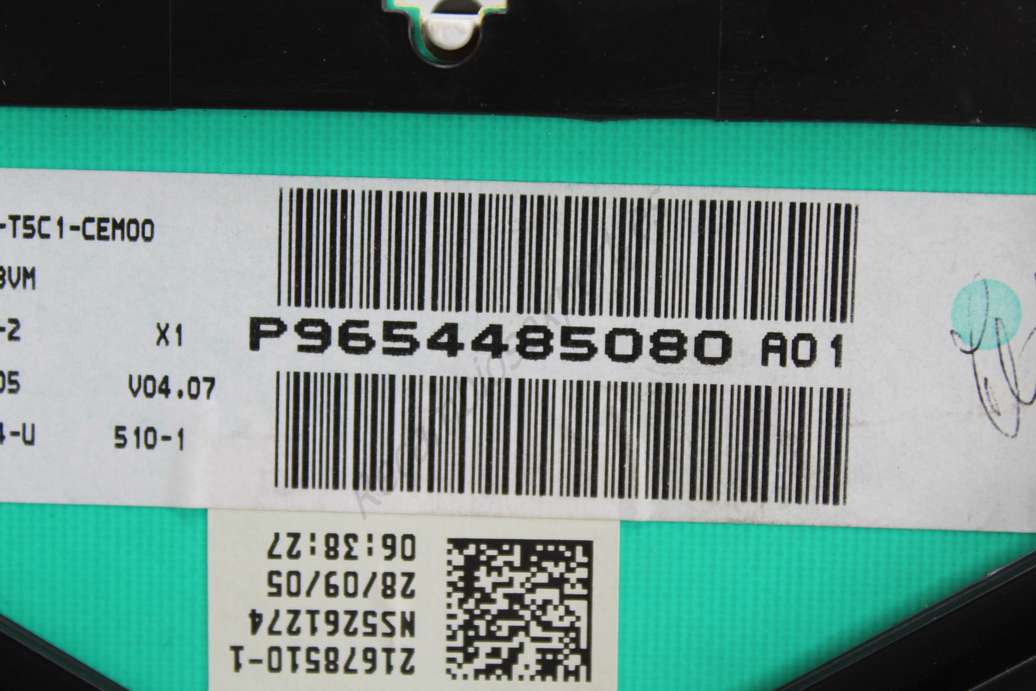 -T5C1-CEM00
3VM
-2 X1
05 V04.07
4-U 510-1
P9654485080 A01
21678510-1
NS5261274
28/09/05
06:38:27